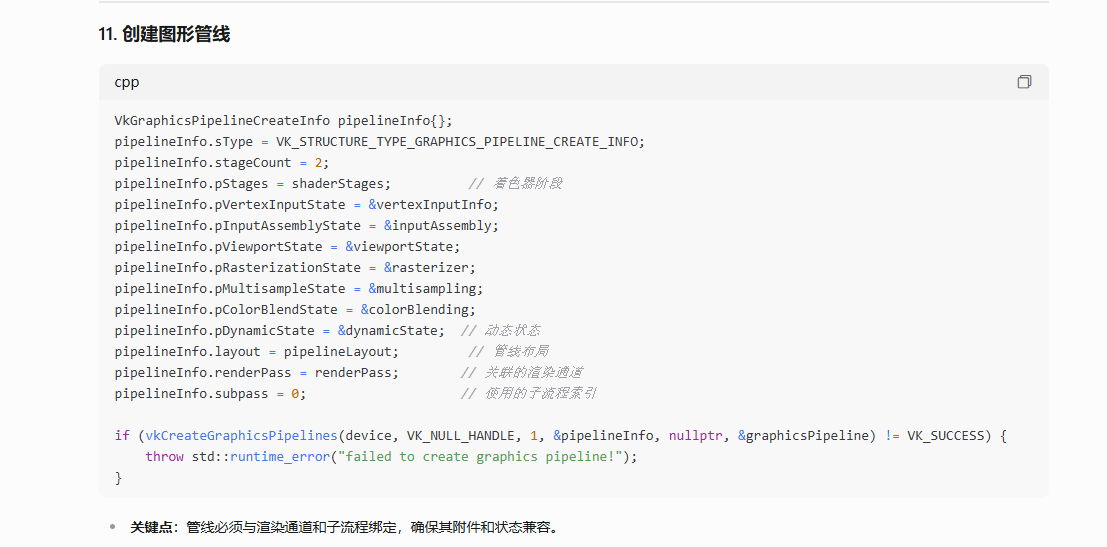 11. 创建图形管线
cpp
VkGraphicsPipelineCreateInfo pipelineInfo{};
pipelineInfo.sType = VK_STRUCTURE_TYPE_GRAPHICS_PIPELINE_CREATE_INFO;
pipelineInfo.stageCount = 2;
pipelineInfo.pStages = shaderStages;          // 着色器阶段
pipelineInfo.pVertexInputState = &vertexInputInfo;
pipelineInfo.pInputAssemblyState = &inputAssembly;
pipelineInfo.pViewportState = &viewportState;
pipelineInfo.pRasterizationState = &rasterizer;
pipelineInfo.pMultisampleState = &multisampling;
pipelineInfo.pColorBlendState = &colorBlending;
pipelineInfo.pDynamicState = &dynamicState;  // 动态状态
pipelineInfo.layout = pipelineLayout;         // 管线布局
pipelineInfo.renderPass = renderPass;        // 关联的渲染通道
pipelineInfo.subpass = 0;                    // 使用的子流程索引
if (vkCreateGraphicsPipelines(device, VK_NULL_HANDLE, 1, &pipelineInfo, nullptr, &graphicsPipeline) != VK_SUCCESS) {
    throw std::runtime_error("failed to create graphics pipeline!");
}
• 关键点：管线必须与渲染通道和子流程绑定，确保其附件和状态兼容。